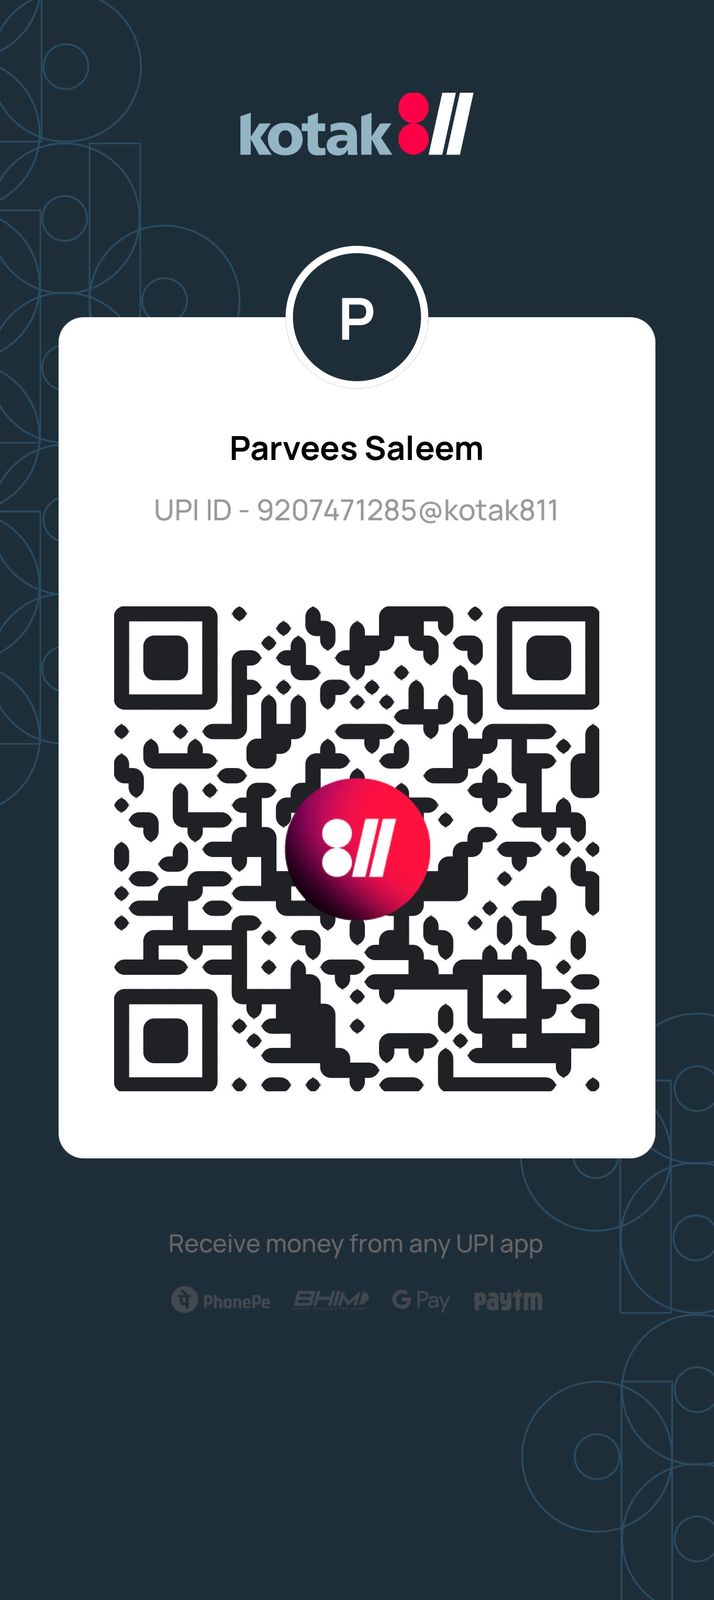 kotak811
P
Parvees Saleem
UPI ID - 9207471285@kotak811
811
Receive money from any UPI app
PhonePe BHIM G Pay paytm